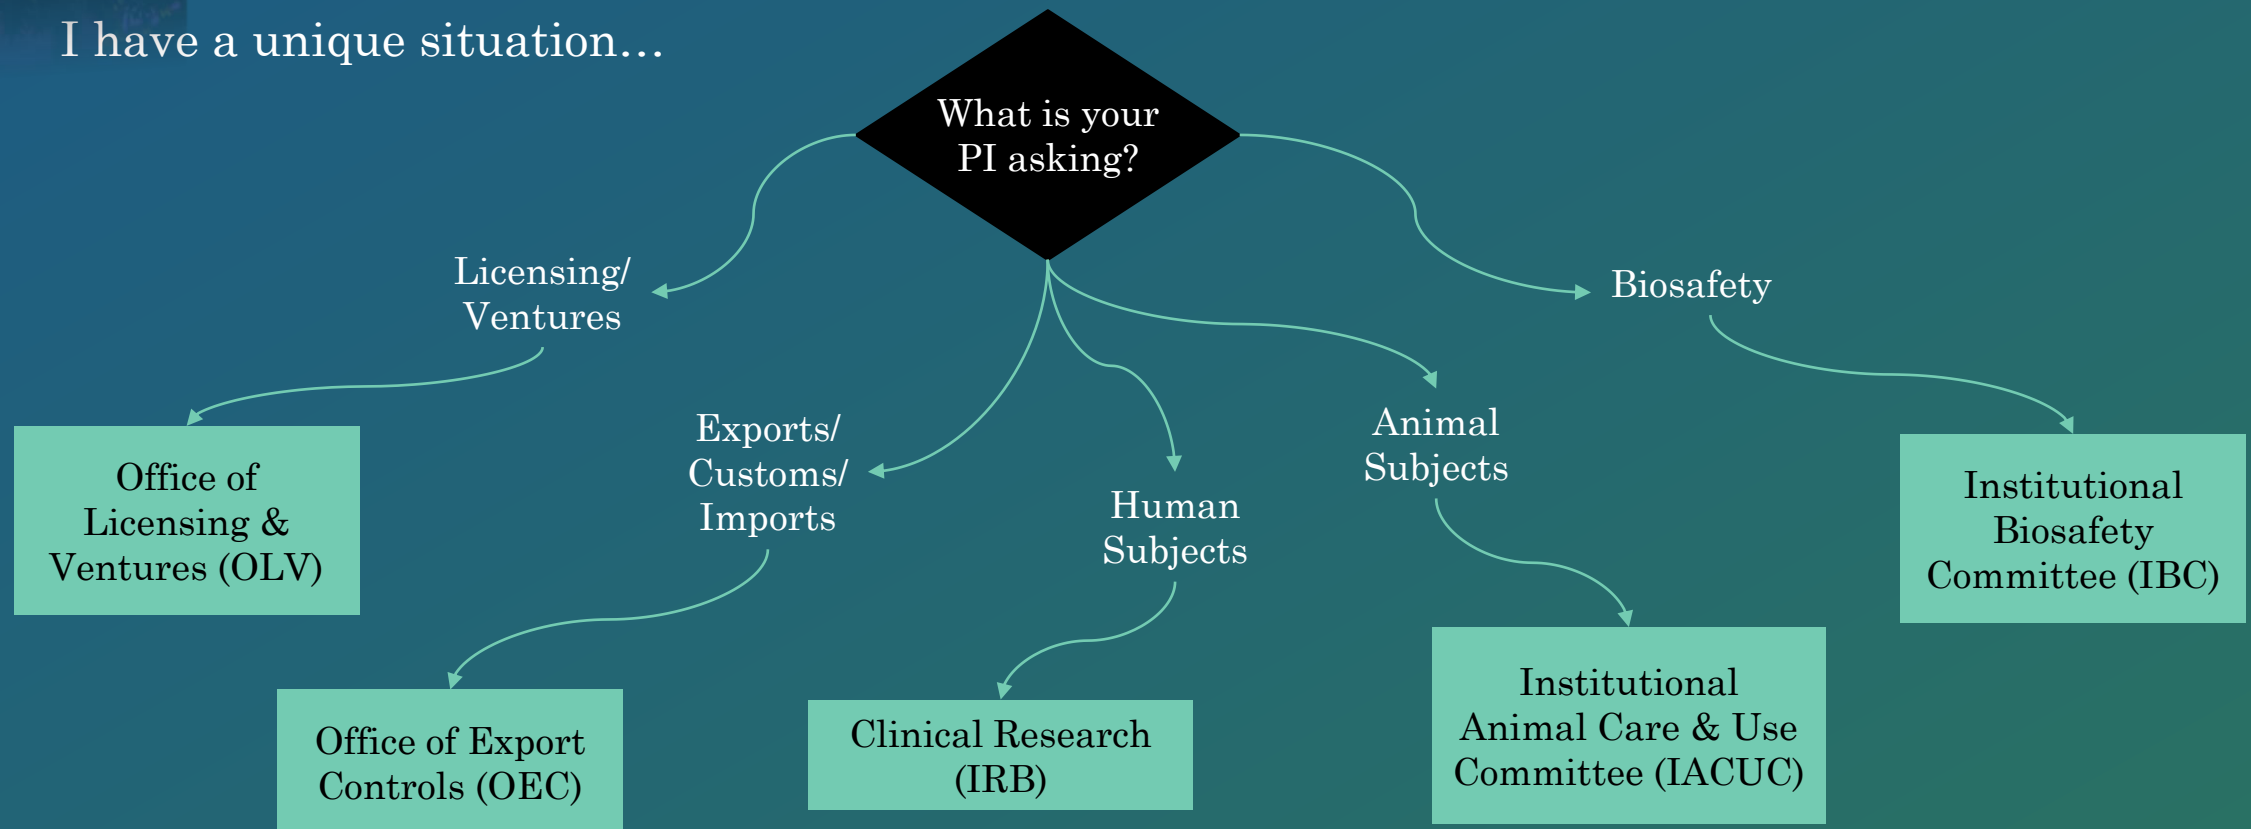 I have a unique situation…
What is your
PI asking?
Licensing/
Ventures
Biosafety
Exports/
Customs/
Imports
Human
Subjects
Animal
Subjects
Office of
Licensing &
Ventures (OLV)
Office of Export
Controls (OEC)
Clinical Research
(IRB)
Institutional
Animal Care & Use
Committee (IACUC)
Institutional
Biosafety
Committee (IBC)